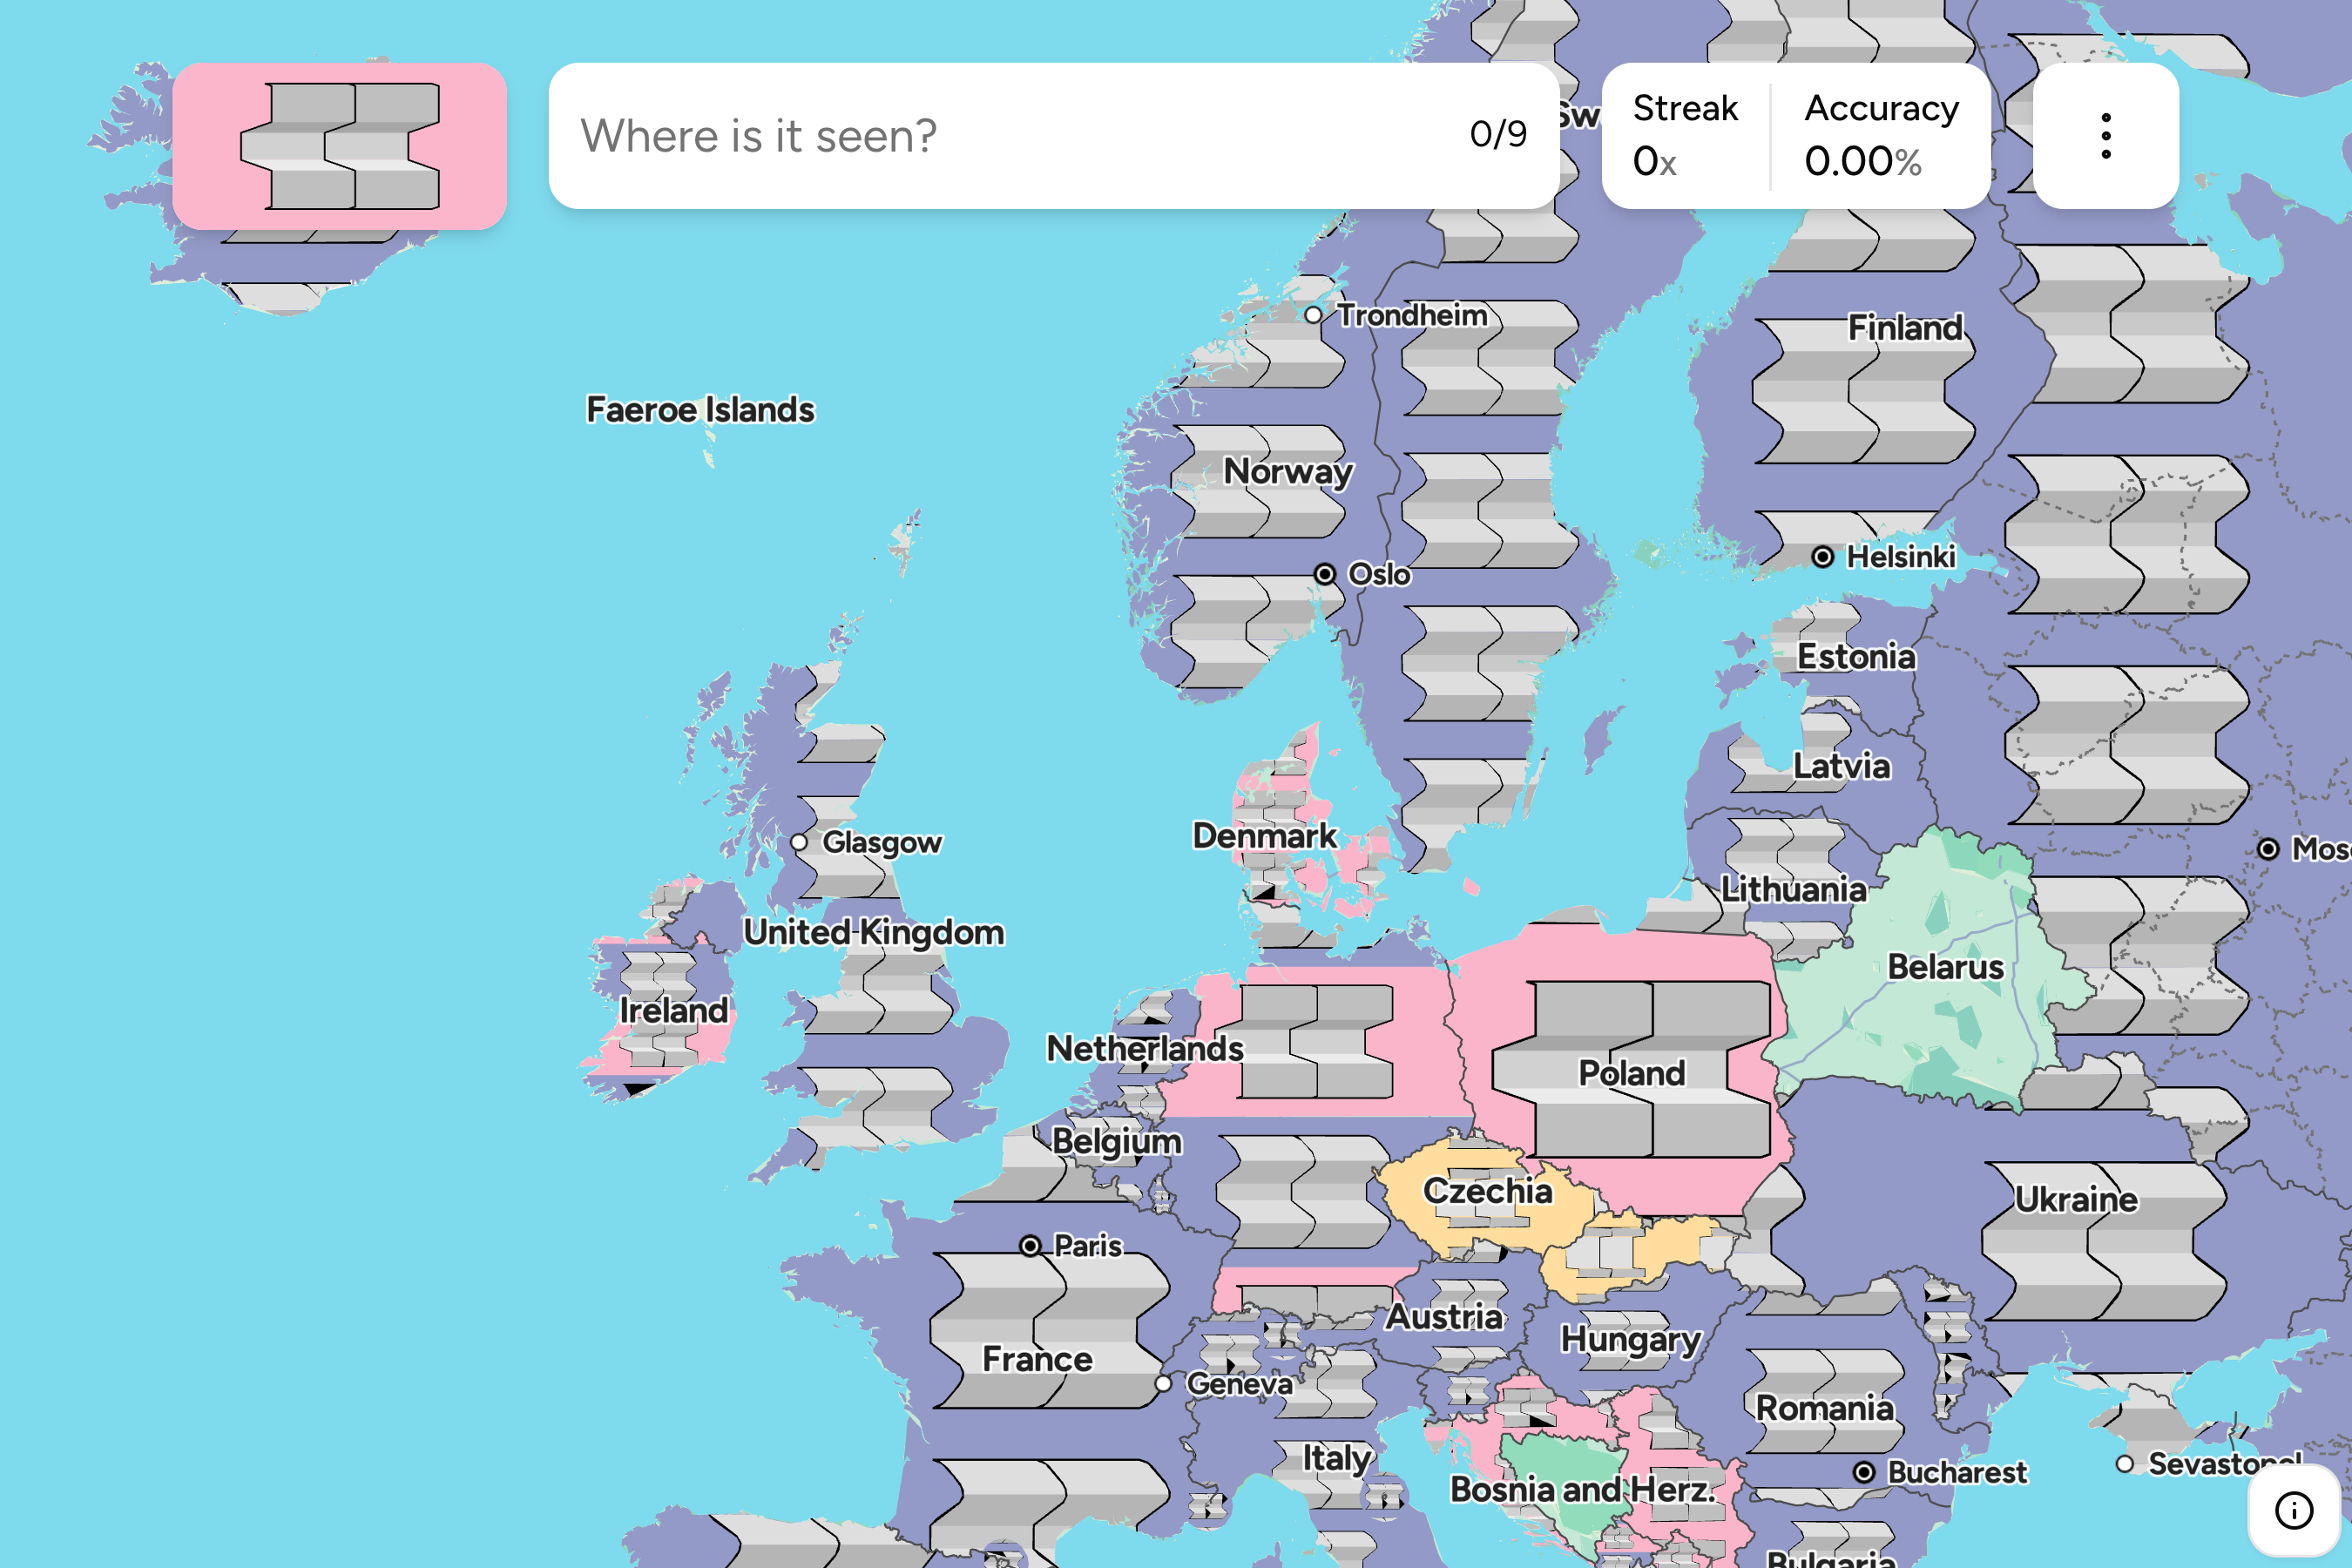 Where is it seen?
0/9
Sw
Streak
0x
Accuracy
0.00%
Trondheim
Finland
Faeroe Islands
Norway
Helsinki
Oslo
Estonia
Latvia
Denmark
Glasgow
Mos
Lithuania
United Kingdom
Belarus
Ireland
Netherlands
Poland
Belgium
Czechia
Ukraine
Paris
Austria
Hungary
France
Geneva
Romania
Italy
Bucharest
Sevastopol
Bosnia and Herz.
Bulgaria